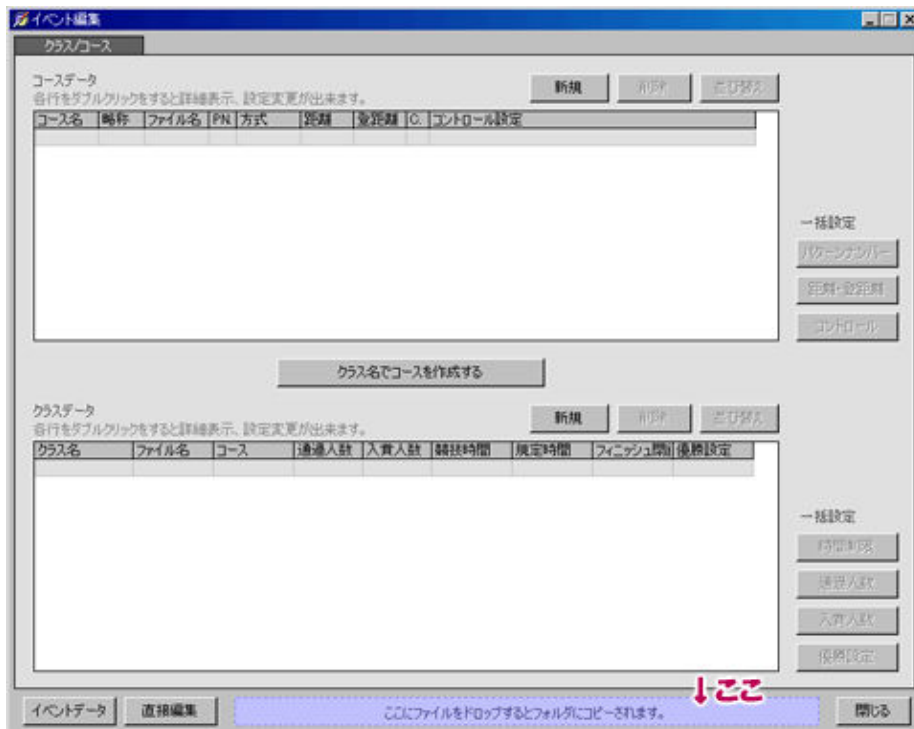 イベント編集
クラス/コース
コースデータ
各行をダブルクリックをすると詳細表示、設定変更が出来ます。
新規 削除 並び替え
コース名 略称 ファイル名 PN 方式 距離 登距離 C. コントロール設定
一括設定
パターンナンバー
距離・登距離
コントロール
クラス名でコースを作成する
クラスデータ
各行をダブルクリックをすると詳細表示、設定変更が出来ます。
新規 削除 並び替え
クラス名 ファイル名 コース 通過人数 入賞人数 競技時間 規定時間 フィニッシュ閉 優勝設定
一括設定
時間制限
通過人数
入賞人数
優勝設定
↓ここ
イベントデータ 直接編集 ここにファイルをドロップするとフォルダにコピーされます。 閉じる